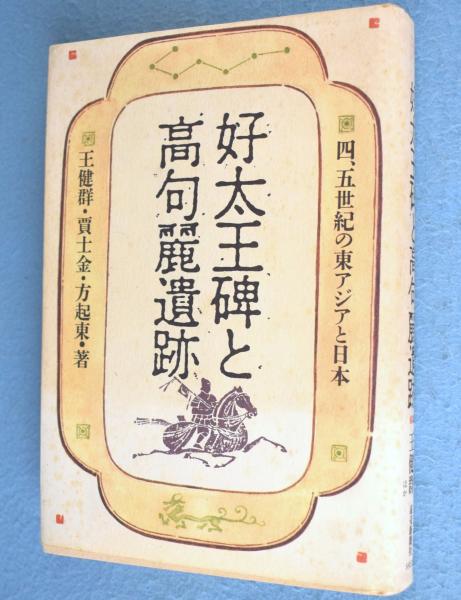 四、五世紀の東アジアと日本
好太王碑と
高句麗遺跡
王健群・賈士金・方起東・著